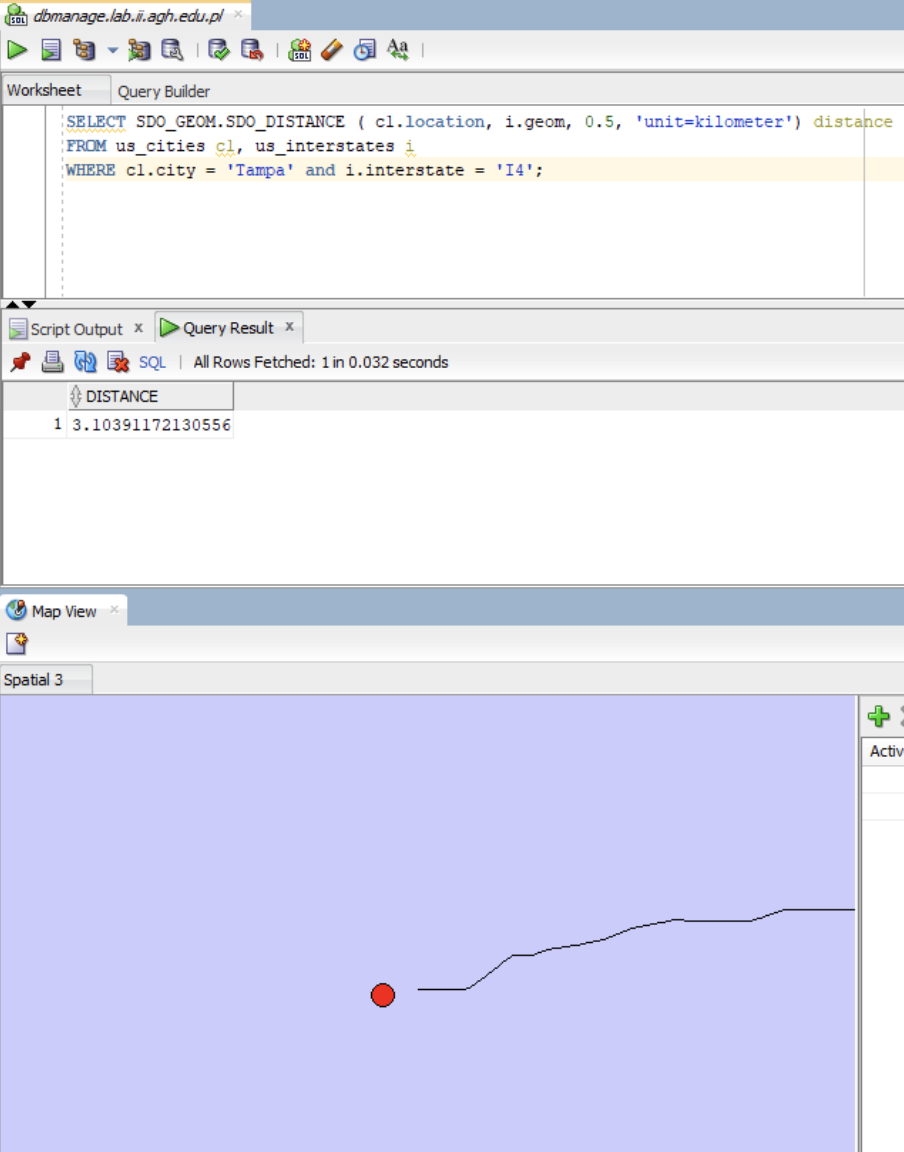 dbmanage.lab.ii.agh.edu.pl
Worksheet Query Builder
SELECT SDO_GEOM.SDO_DISTANCE ( cl.location, i.geom, 0.5, 'unit=kilometer') distance
FROM us_cities cl, us_interstates i
WHERE cl.city = 'Tampa' and i.interstate = 'I4';
Script Output x Query Result x
SQL | All Rows Fetched: 1 in 0.032 seconds
DISTANCE
1 3.10391172130556
Map View
Spatial 3
Activ